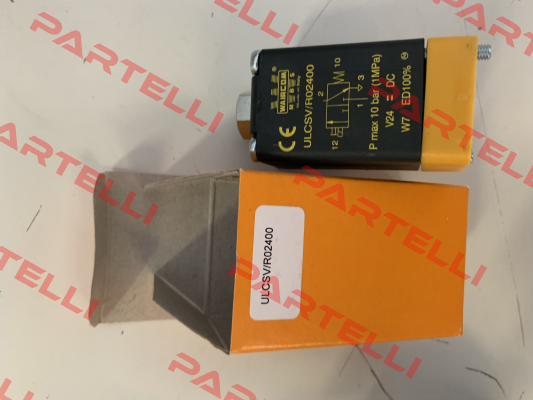 WAIRCOM
ULCSV/R02400
12
2
10
1
3
P max 10 bar (1MPa)
V24 = DC
W7 ED100%
CE
ULCSV/R02400
PARTELLI
PARTELLI
PARTELLI
PARTELLI
PARTELLI
PARTELLI